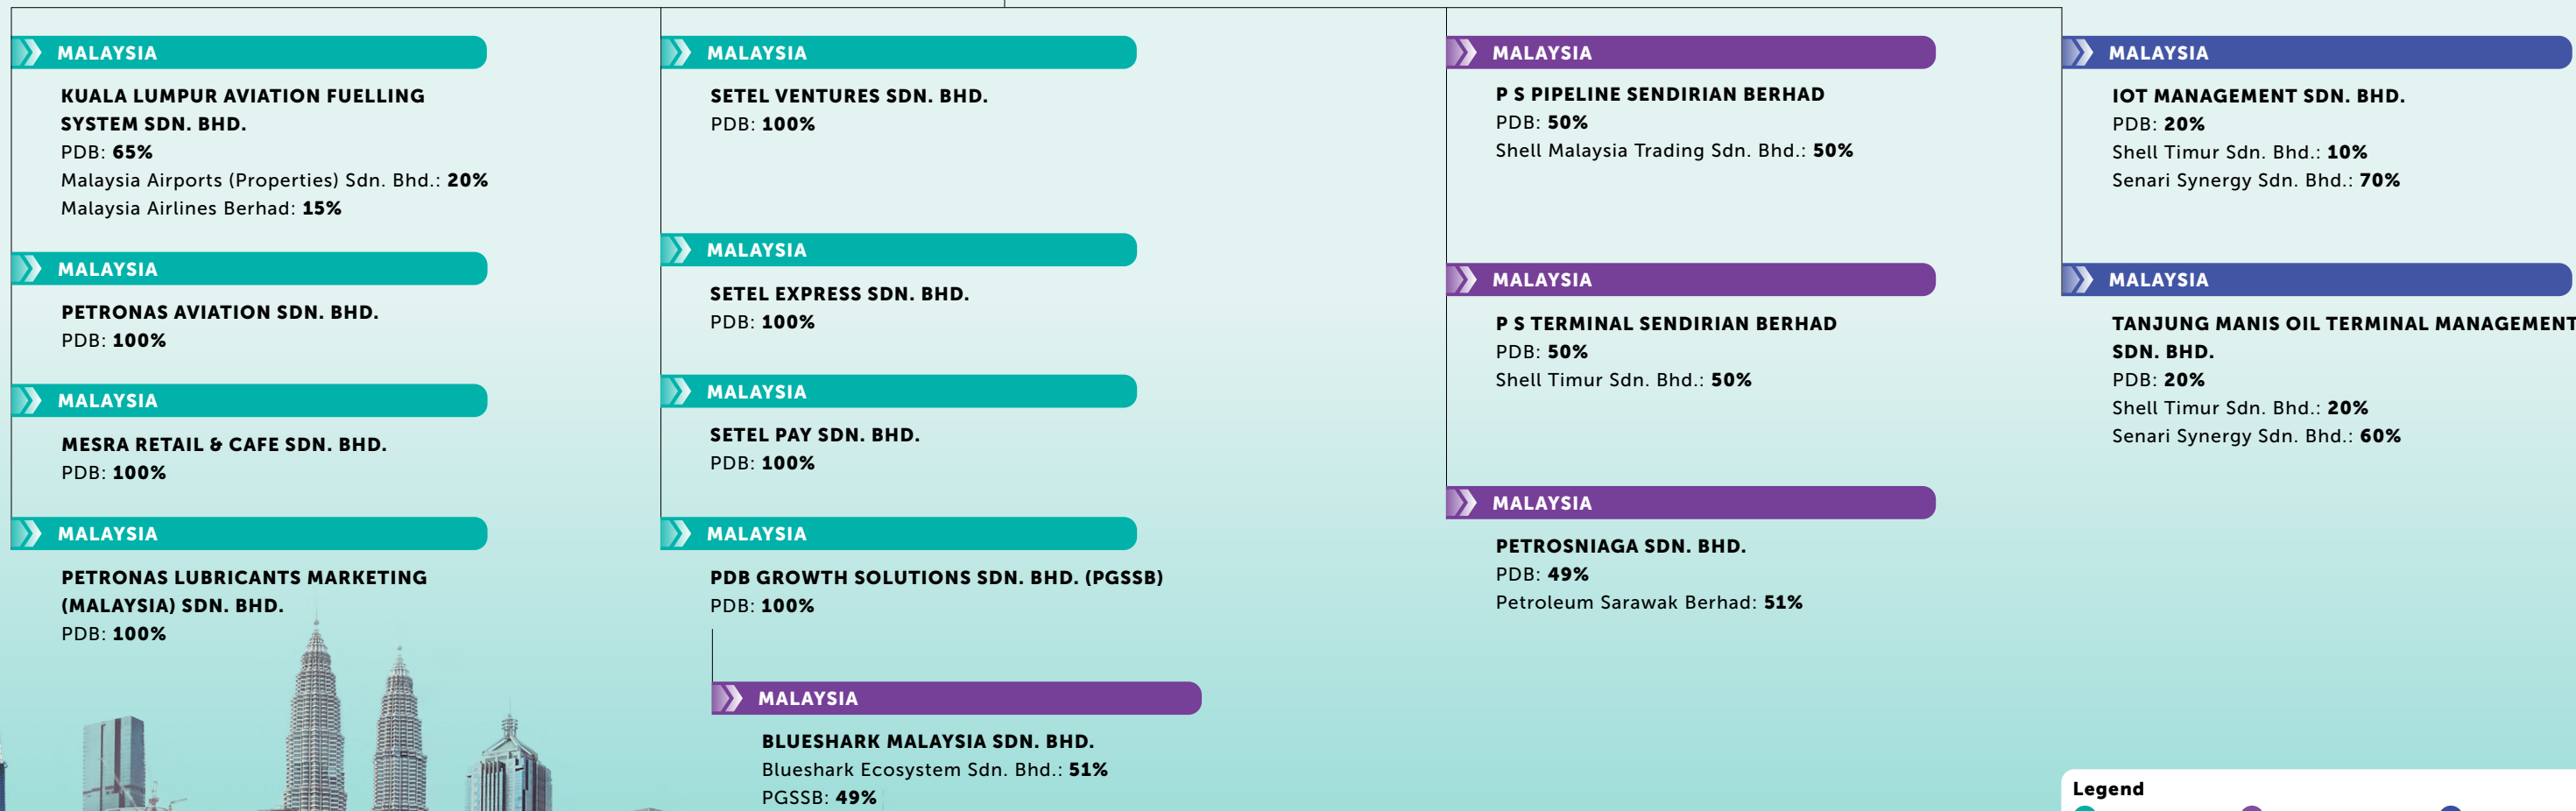 MALAYSIA
KUALA LUMPUR AVIATION FUELLING
SYSTEM SDN. BHD.
PDB: 65%
Malaysia Airports (Properties) Sdn. Bhd.: 20%
Malaysia Airlines Berhad: 15%
MALAYSIA
PETRONAS AVIATION SDN. BHD.
PDB: 100%
MALAYSIA
MESRA RETAIL & CAFE SDN. BHD.
PDB: 100%
MALAYSIA
PETRONAS LUBRICANTS MARKETING
(MALAYSIA) SDN. BHD.
PDB: 100%
MALAYSIA
SETEL VENTURES SDN. BHD.
PDB: 100%
MALAYSIA
SETEL EXPRESS SDN. BHD.
PDB: 100%
MALAYSIA
SETEL PAY SDN. BHD.
PDB: 100%
MALAYSIA
PDB GROWTH SOLUTIONS SDN. BHD. (PGSSB)
PDB: 100%
MALAYSIA
BLUESHARK MALAYSIA SDN. BHD.
Blueshark Ecosystem Sdn. Bhd.: 51%
PGSSB: 49%
MALAYSIA
P S PIPELINE SENDIRIAN BERHAD
PDB: 50%
Shell Malaysia Trading Sdn. Bhd.: 50%
MALAYSIA
P S TERMINAL SENDIRIAN BERHAD
PDB: 50%
Shell Timur Sdn. Bhd.: 50%
MALAYSIA
PETROSNIAGA SDN. BHD.
PDB: 49%
Petroleum Sarawak Berhad: 51%
MALAYSIA
IOT MANAGEMENT SDN. BHD.
PDB: 20%
Shell Timur Sdn. Bhd.: 10%
Senari Synergy Sdn. Bhd.: 70%
MALAYSIA
TANJUNG MANIS OIL TERMINAL MANAGEMENT
SDN. BHD.
PDB: 20%
Shell Timur Sdn. Bhd.: 20%
Senari Synergy Sdn. Bhd.: 60%
Legend